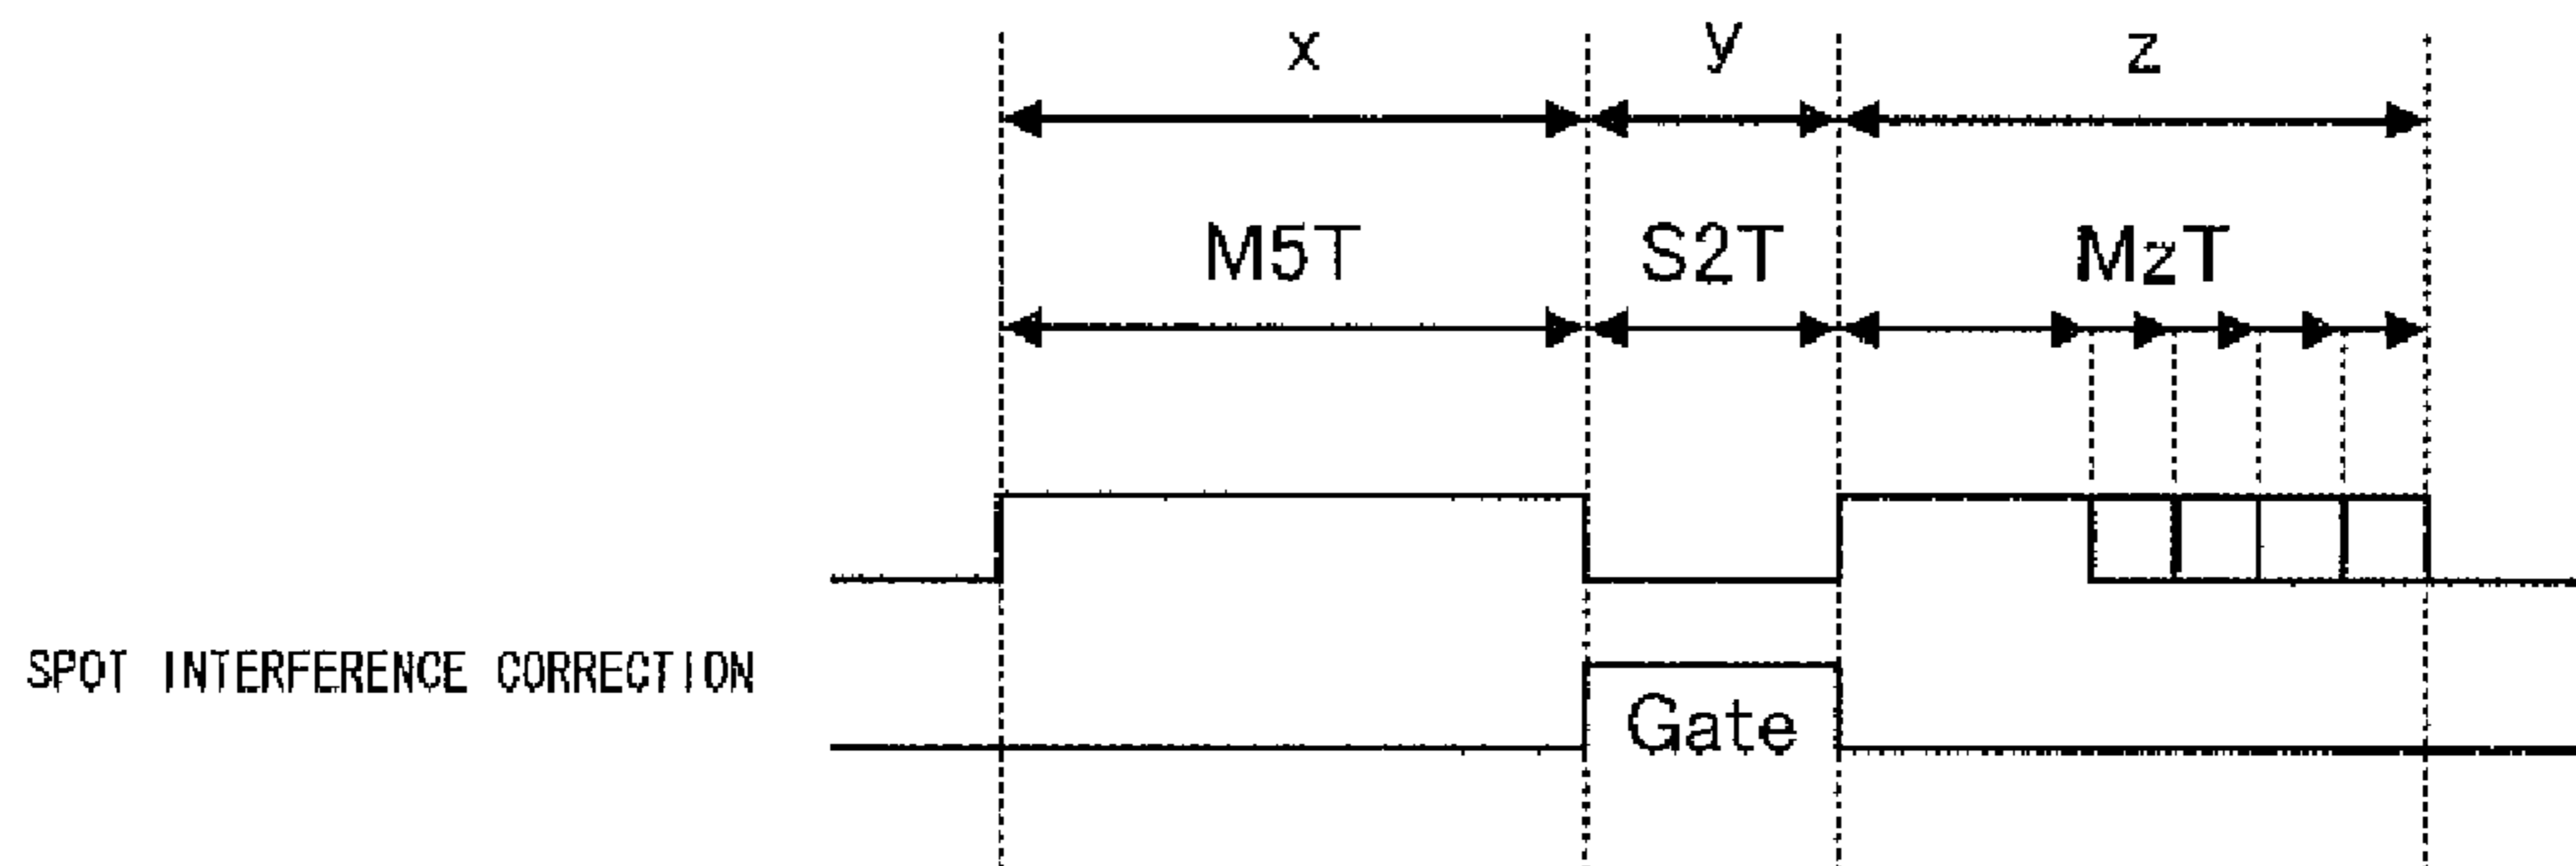 x y z
M5T S2T MzT
SPOT INTERFERENCE CORRECTION
Gate